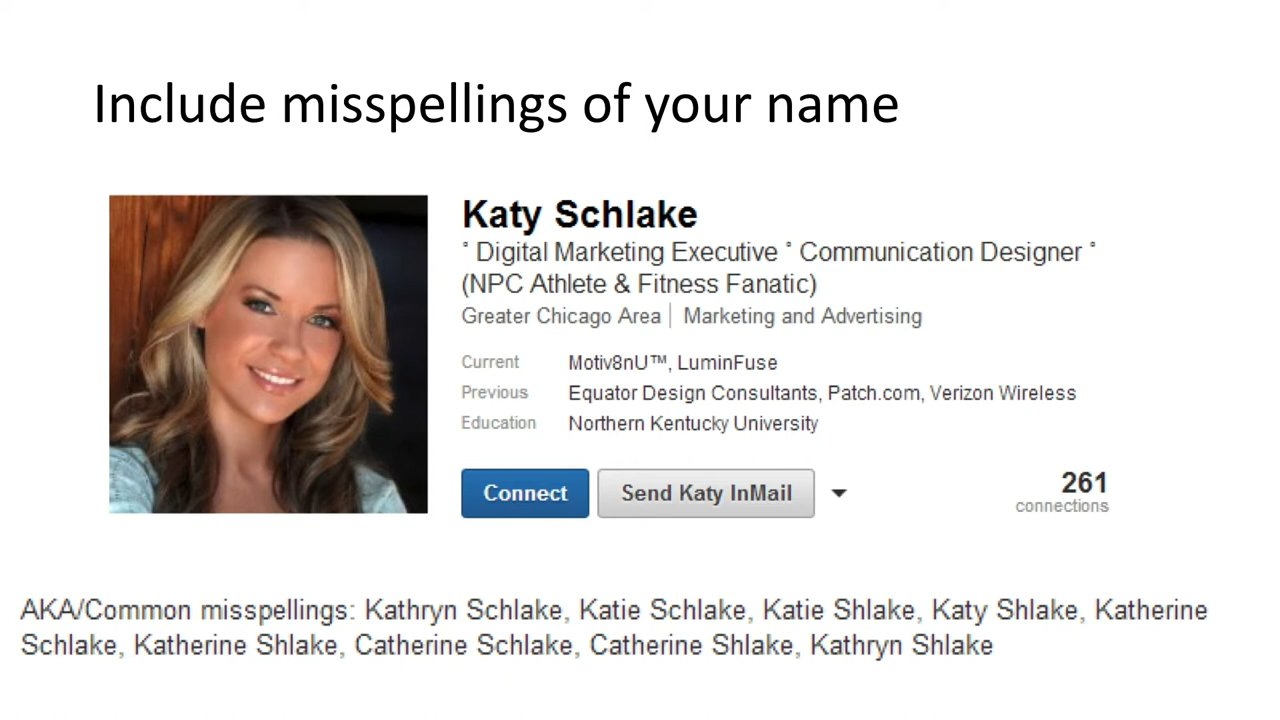 Include misspellings of your name
Katy Schlake
° Digital Marketing Executive ° Communication Designer °
(NPC Athlete & Fitness Fanatic)
Greater Chicago Area | Marketing and Advertising
Current Motiv8nU™, LuminFuse
Previous Equator Design Consultants, Patch.com, Verizon Wireless
Education Northern Kentucky University
Connect Send Katy InMail 261
connections
AKA/Common misspellings: Kathryn Schlake, Katie Schlake, Katie Shlake, Katy Shlake, Katherine
Schlake, Katherine Shlake, Catherine Schlake, Catherine Shlake, Kathryn Shlake